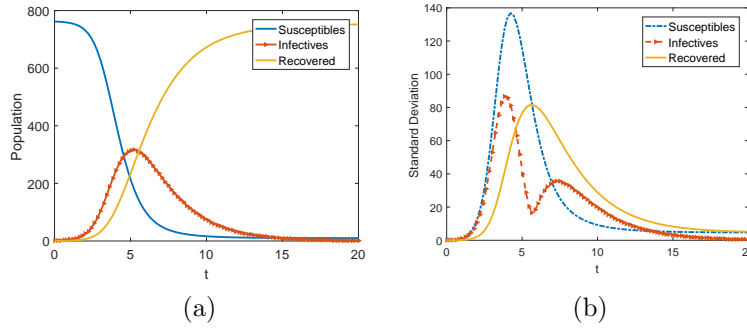 800
600
400
200
0
Population
Susceptibles
Infectives
Recovered
0 5 10 15 20
t
(a)
140
120
100
80
60
40
20
0
Standard Deviation
Susceptibles
Infectives
Recovered
0 5 10 15 20
t
(b)